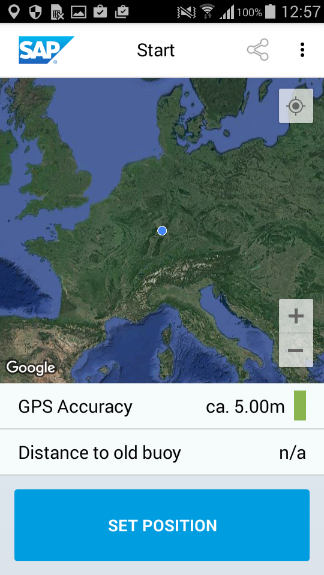 100% 12:57
SAP Start
Google
GPS Accuracy ca. 5.00m
Distance to old buoy n/a
SET POSITION